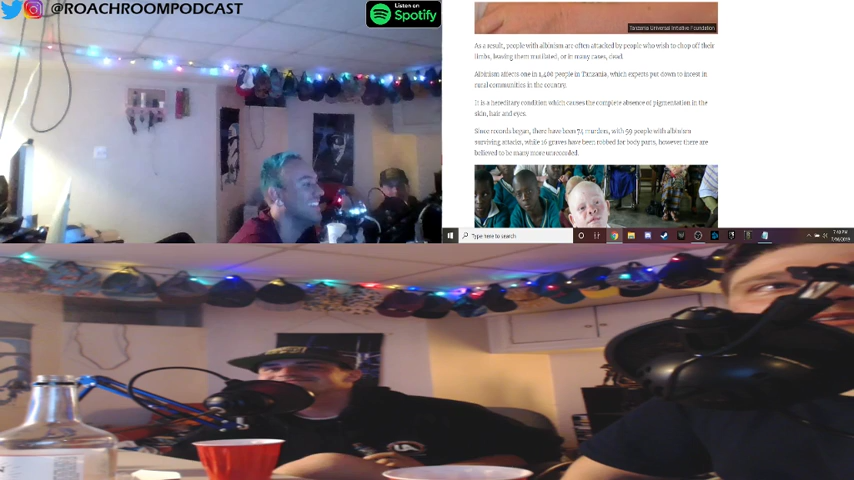 @ROACHROOMPODCAST
Listen on
Spotify
Tanzania Universal Initiative Foundation
As a result, people with albinism are often attacked by people who wish to chop off their
limbs, leaving them mutilated, or in many cases, dead.
Albinism affects one in 1,400 people in Tanzania, which experts put down to incest in
rural communities in the country.
It is a hereditary condition which causes the complete absence of pigmentation in the
skin, hair and eyes.
Since records began, there have been 74 murders, with 59 people with albinism
surviving attacks, while 16 graves have been robbed for body parts, however there are
believed to be many more unrecorded.
Type here to search
7:40 PM